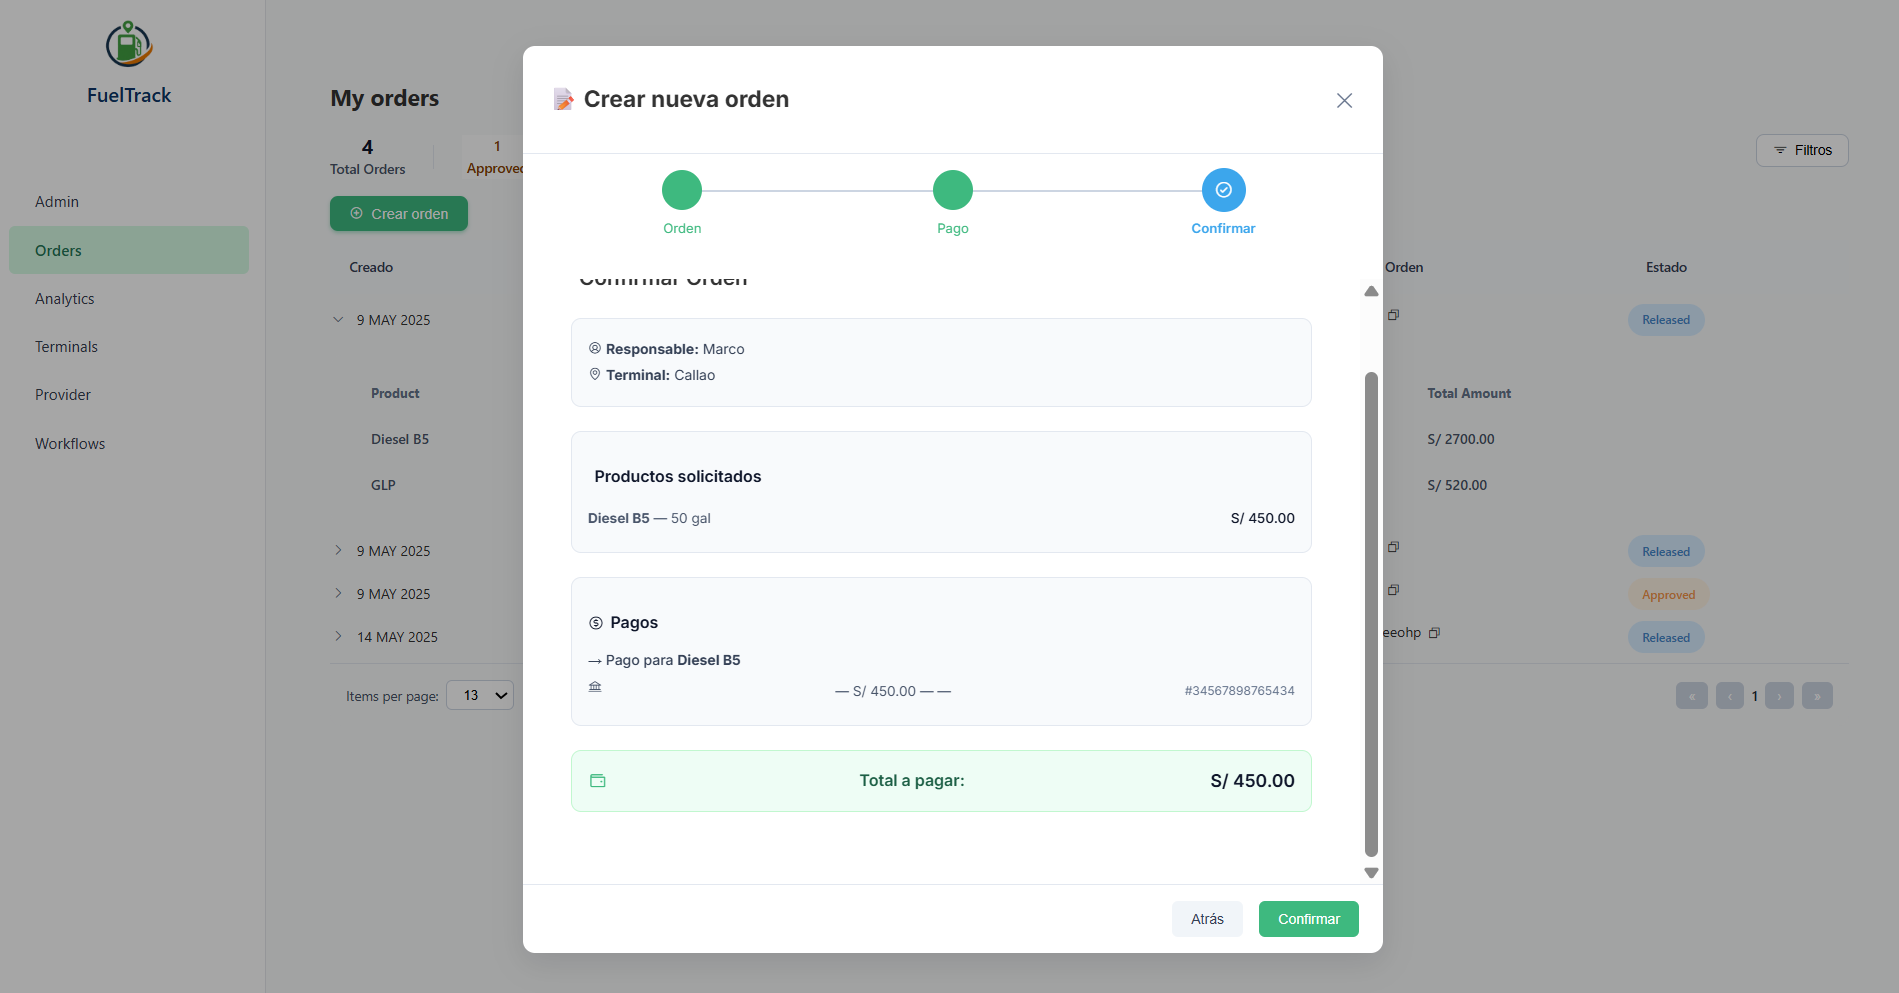 FuelTrack
Admin
Orders
Analytics
Terminals
Provider
Workflows
My orders
4
Total Orders
1
Approved
Filtros
Crear orden
Creado
Orden
Estado
9 MAY 2025
Released
Product
Total Amount
Diesel B5
S/ 2700.00
GLP
S/ 520.00
9 MAY 2025
Released
9 MAY 2025
Approved
14 MAY 2025
eeohp
Released
Items per page: 13
« ‹ 1 › »
Crear nueva orden
Orden
Pago
Confirmar
Confirmar Orden
Responsable: Marco
Terminal: Callao
Productos solicitados
Diesel B5 — 50 gal
S/ 450.00
Pagos
→ Pago para Diesel B5
— S/ 450.00 — —
#34567898765434
Total a pagar:
S/ 450.00
Atrás
Confirmar